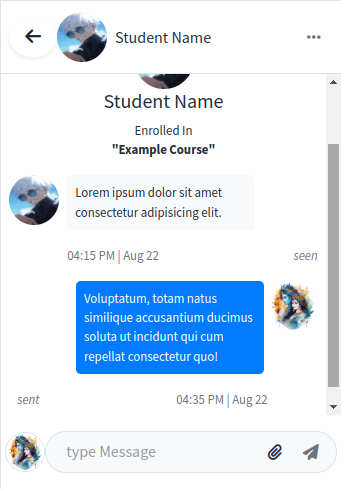 Student Name
Student Name
Enrolled In
"Example Course"
Lorem ipsum dolor sit amet
consectetur adipisicing elit.
04:15 PM | Aug 22 seen
Voluptatum, totam natus
similique accusantium ducimus
soluta ut incidunt qui cum
repellat consectetur quo!
sent 04:35 PM | Aug 22
type Message